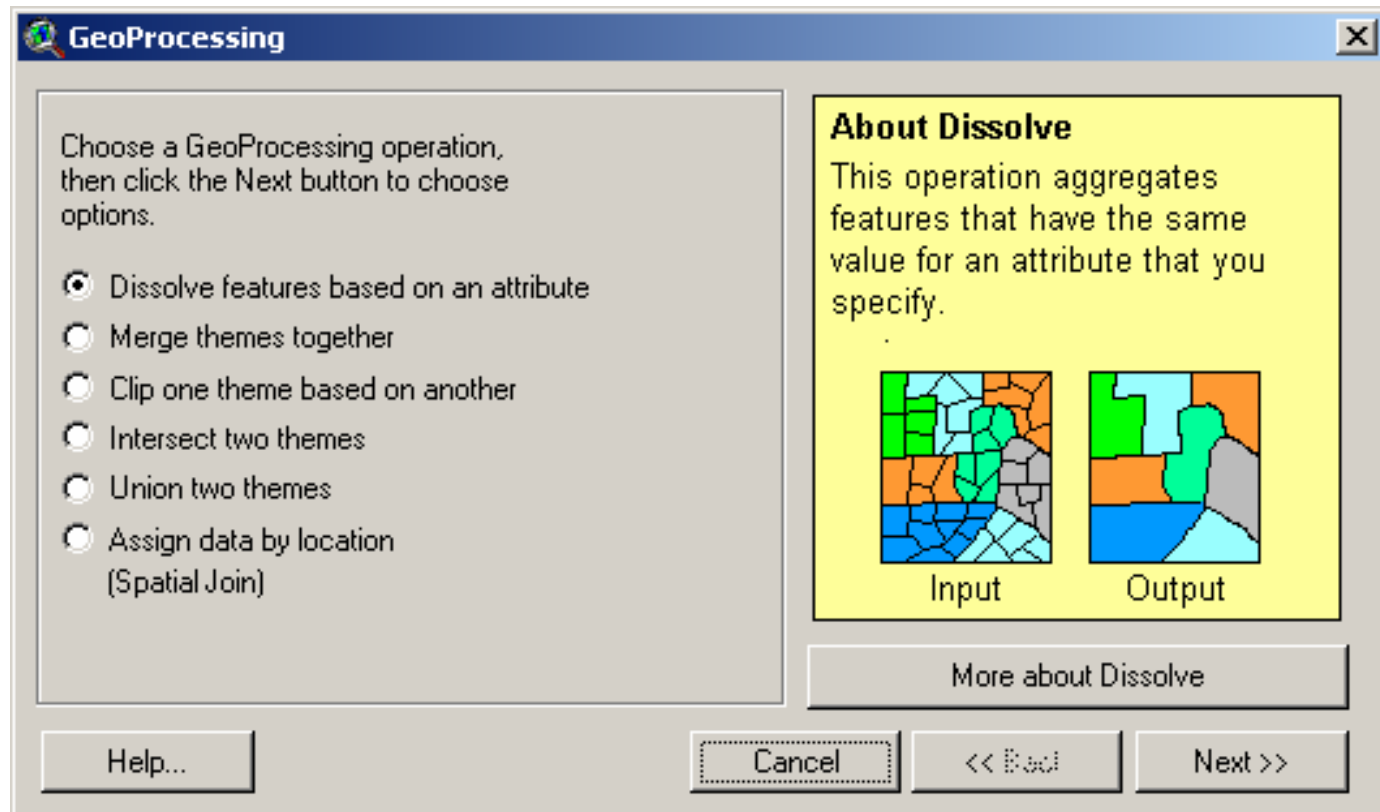 GeoProcessing
Choose a GeoProcessing operation,
then click the Next button to choose
options.
Dissolve features based on an attribute
Merge themes together
Clip one theme based on another
Intersect two themes
Union two themes
Assign data by location
(Spatial Join)
About Dissolve
This operation aggregates
features that have the same
value for an attribute that you
specify.
Input
Output
More about Dissolve
Help...
Cancel
<< Back
Next >>